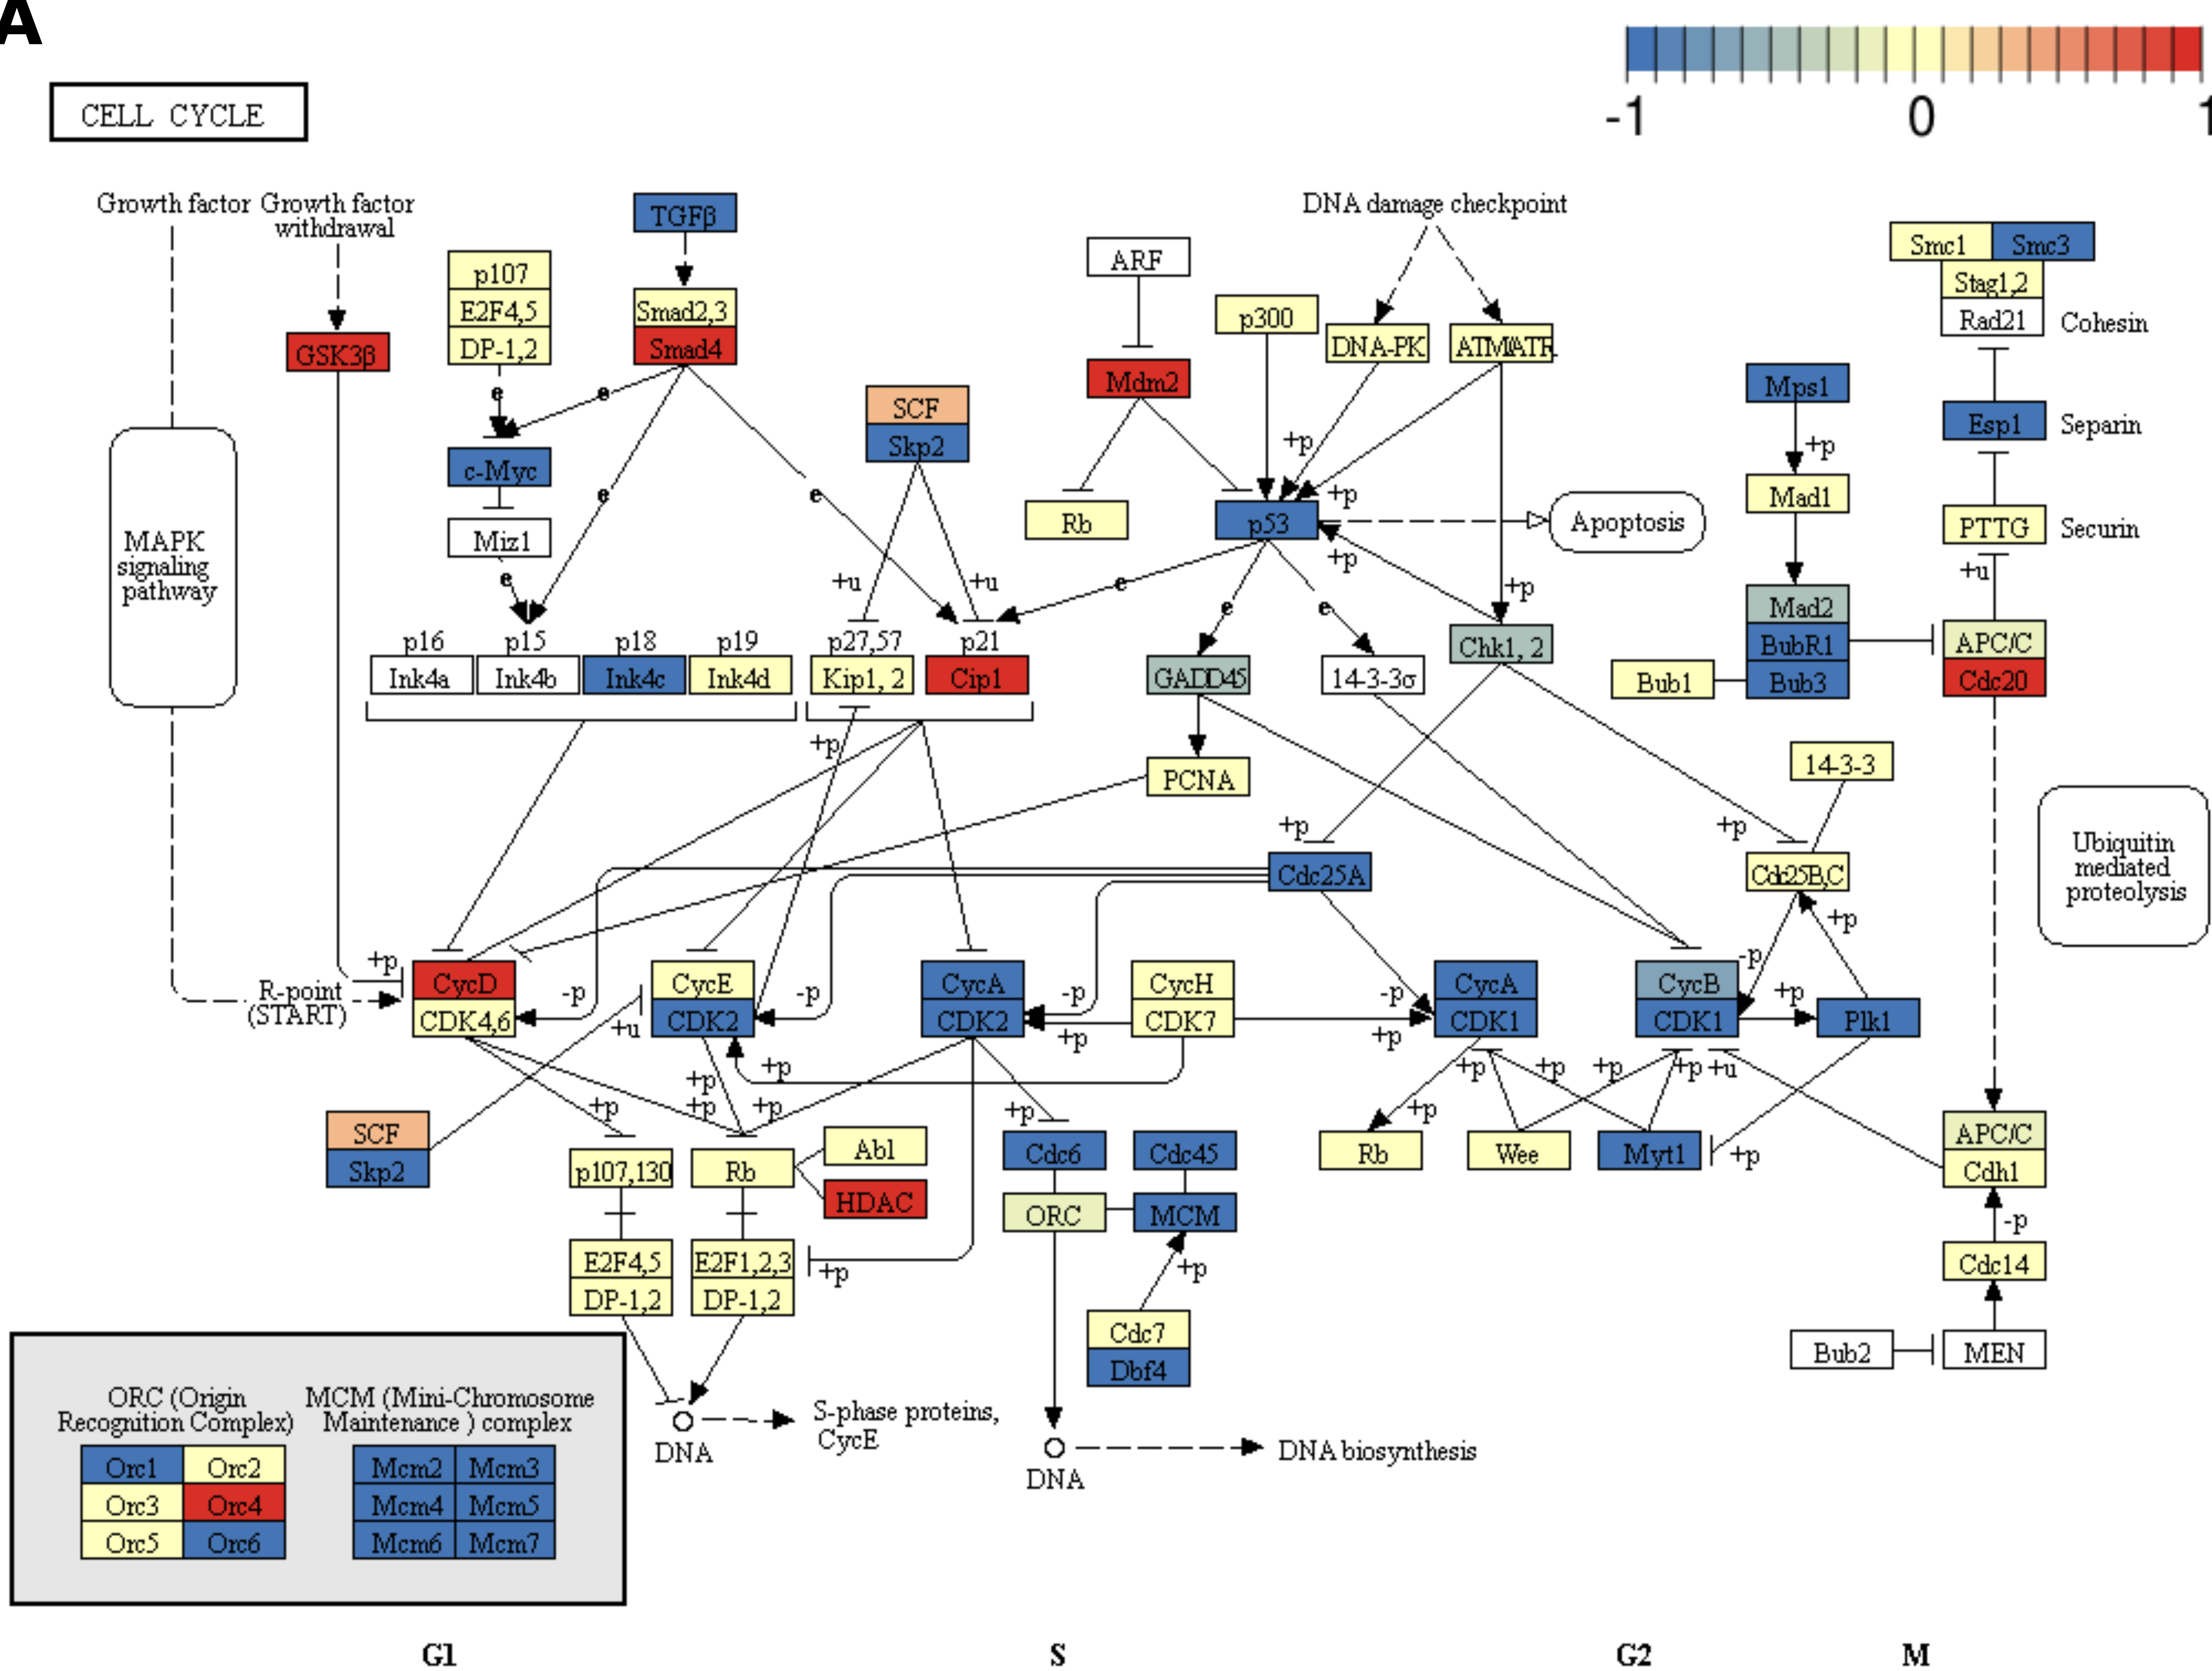 A
CELL CYCLE
-1 0 1
Growth factor
Growth factor
withdrawal
TGFβ
DNA damage checkpoint
p107
E2F4,5
DP-1,2
Smad2,3
Smad4
GSK3β
ARF
p300
DNA-PK
ATM/ATR
Mdm2
Smc1 Smc3
Stag1,2
Rad21
Cohesin
Mps1
+p
Esp1
Separin
Mad1
PTTG
Securin
+u
SCF
Skp2
e
e
c-Myc
Miz1
e
e
e
MAPK
signaling
pathway
Rb
p53
+p
+p
+p
+p
Apoptosis
Mad2
BubR1
Bub3
Bub1
APC/C
Cdc20
+u
+u
e
e
e
p16
Ink4a
p15
Ink4b
p18
Ink4c
p19
Ink4d
p27,57
Kip1, 2
p21
Cip1
GADD45
14-3-3σ
Chk1, 2
+p
PCNA
14-3-3
+p
+p
Cdc25A
Cdc25B,C
Ubiquitin
mediated
proteolysis
+p
R-point
(START)
+p
CycD
CDK4,6
-p
+u
CycE
CDK2
-p
CycA
CDK2
-p
+p
CycH
CDK7
-p
+p
CycA
CDK1
CycB
CDK1
-p
+p
Plk1
+p
+p
+p
+p
+p
+p
+p
+p
+p
+p
+u
SCF
Skp2
p107,130
Rb
Abl
HDAC
Cdc6
Cdc45
ORC
MCM
+p
Rb
Wee
Myt1
+p
APC/C
Cdh1
-p
Cdc14
E2F4,5
DP-1,2
E2F1,2,3
DP-1,2
+p
+p
Cdc7
Dbf4
Bub2
MEN
DNA
S-phase proteins,
CycE
DNA
DNA biosynthesis
ORC (Origin
Recognition Complex)
Orc1 Orc2
Orc3 Orc4
Orc5 Orc6
MCM (Mini-Chromosome
Maintenance ) complex
Mcm2 Mcm3
Mcm4 Mcm5
Mcm6 Mcm7
G1 S G2 M